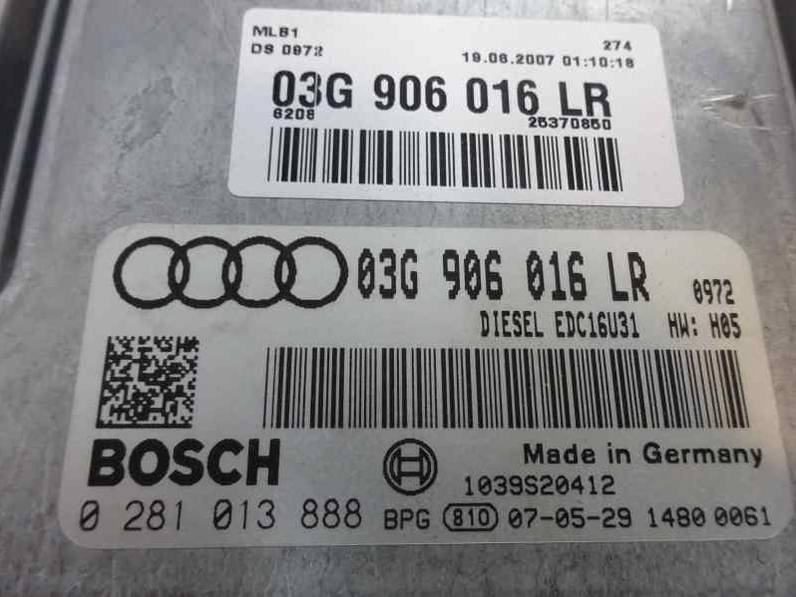 MLB1 274
DS 0972 19.06.2007 01:10:18
03G 906 016 LR
6208 25370850
03G 906 016 LR 0972
DIESEL EDC16U31 HW: H05
BOSCH Made in Germany
1039S20412
0 281 013 888 BPG 810 07-05-29 1480 0061